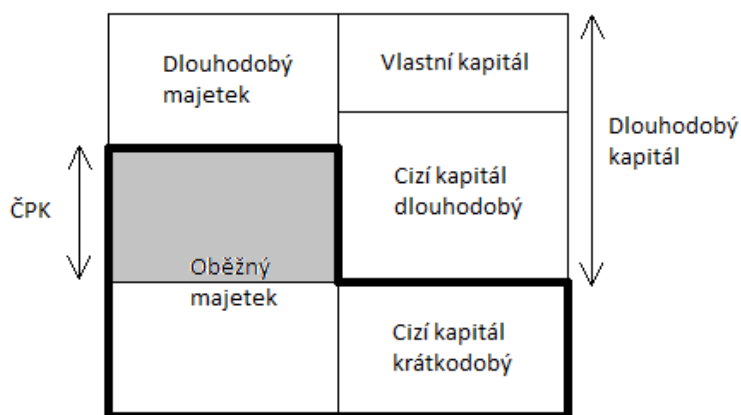 Dlouhodobý
majetek
Vlastní kapitál
Dlouhodobý
kapitál
ČPK
Cizí kapitál
dlouhodobý
Oběžný
majetek
Cizí kapitál
krátkodobý